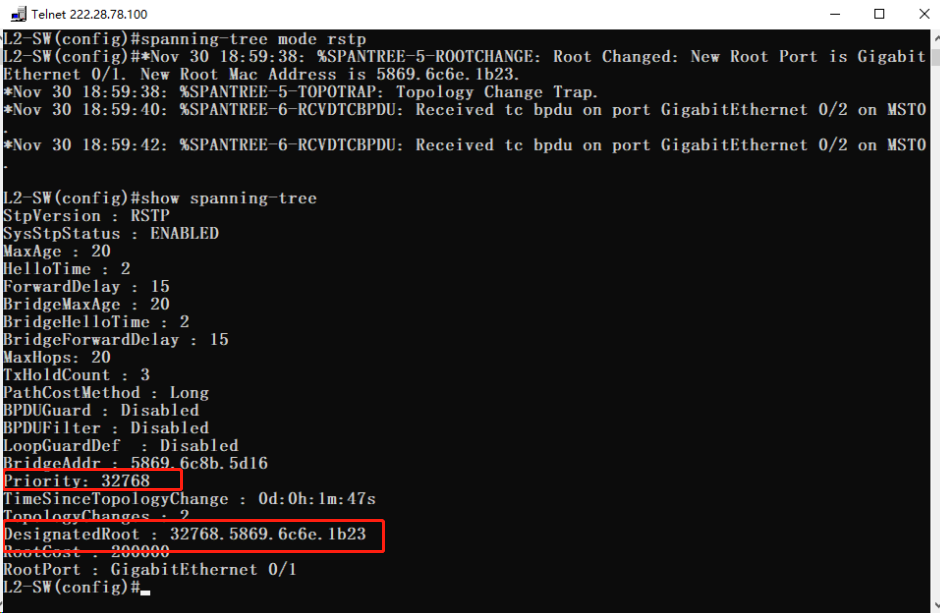 Telnet 222.28.78.100
L2-SW(config)#spanning-tree mode rstp
L2-SW(config)#*Nov 30 18:59:38: %SPANTREE-5-ROOTCHANGE: Root Changed: New Root Port is Gigabit
Ethernet 0/1. New Root Mac Address is 5869.6c6e.1b23.
*Nov 30 18:59:38: %SPANTREE-5-TOPOTRAP: Topology Change Trap.
*Nov 30 18:59:40: %SPANTREE-6-RCVDTCBPDU: Received tc bpdu on port GigabitEthernet 0/2 on MST0
.
*Nov 30 18:59:42: %SPANTREE-6-RCVDTCBPDU: Received tc bpdu on port GigabitEthernet 0/2 on MST0
.
L2-SW(config)#show spanning-tree
StpVersion : RSTP
SysStpStatus : ENABLED
MaxAge : 20
HelloTime : 2
ForwardDelay : 15
BridgeMaxAge : 20
BridgeHelloTime : 2
BridgeForwardDelay : 15
MaxHops: 20
TxHoldCount : 3
PathCostMethod : Long
BPDUGuard : Disabled
BPDUFilter : Disabled
LoopGuardDef  : Disabled
BridgeAddr : 5869.6c8b.5d16
Priority: 32768
TimeSinceTopologyChange : 0d:0h:1m:47s
TopologyChanges : 2
DesignatedRoot : 32768.5869.6c6e.1b23
RootCost : 200000
RootPort : GigabitEthernet 0/1
L2-SW(config)#